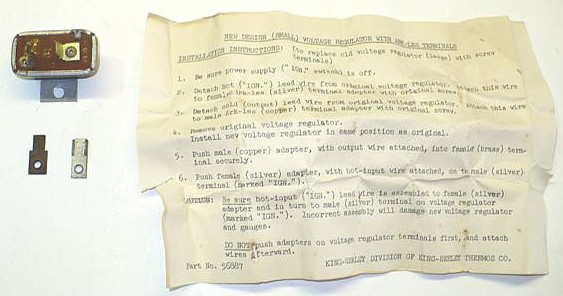 NEW DESIGN (SMALL) VOLTAGE REGULATOR WITH ARK-LES TERMINALS
INSTALLATION INSTRUCTIONS: (to replace old voltage regulator (large) with screw
terminals)
1. Be sure power supply ("IGN." switch) is off.
2. Detach hot ("IGN.") lead wire from original voltage regulator. Attach this wire
to female Ark-Les (silver) terminal adapter with original screw.
3. Detach cold (output) lead wire from original voltage regulator. Attach this wire
to male Ark-Les (copper) terminal adapter with original screw.
4. Remove original voltage regulator.
Install new voltage regulator in same position as original.
5. Push male (copper) adapter, with output wire attached, into female (brass) ter-
minal securely.
6. Push female (silver) adapter, with hot-input wire attached, on to male (silver)
terminal (marked "IGN.").
CAUTION: Be sure hot-input ("IGN.") lead wire is assembled to female (silver)
adapter and in turn to male (silver) terminal on voltage regulator
(marked "IGN."). Incorrect assembly will damage new voltage regulator
and gauges.
DO NOT push adapters on voltage regulator terminals first, and attach
wires afterward.
Part No. 56887 KING-SEELEY DIVISION OF KING-SEELEY THERMOS CO.